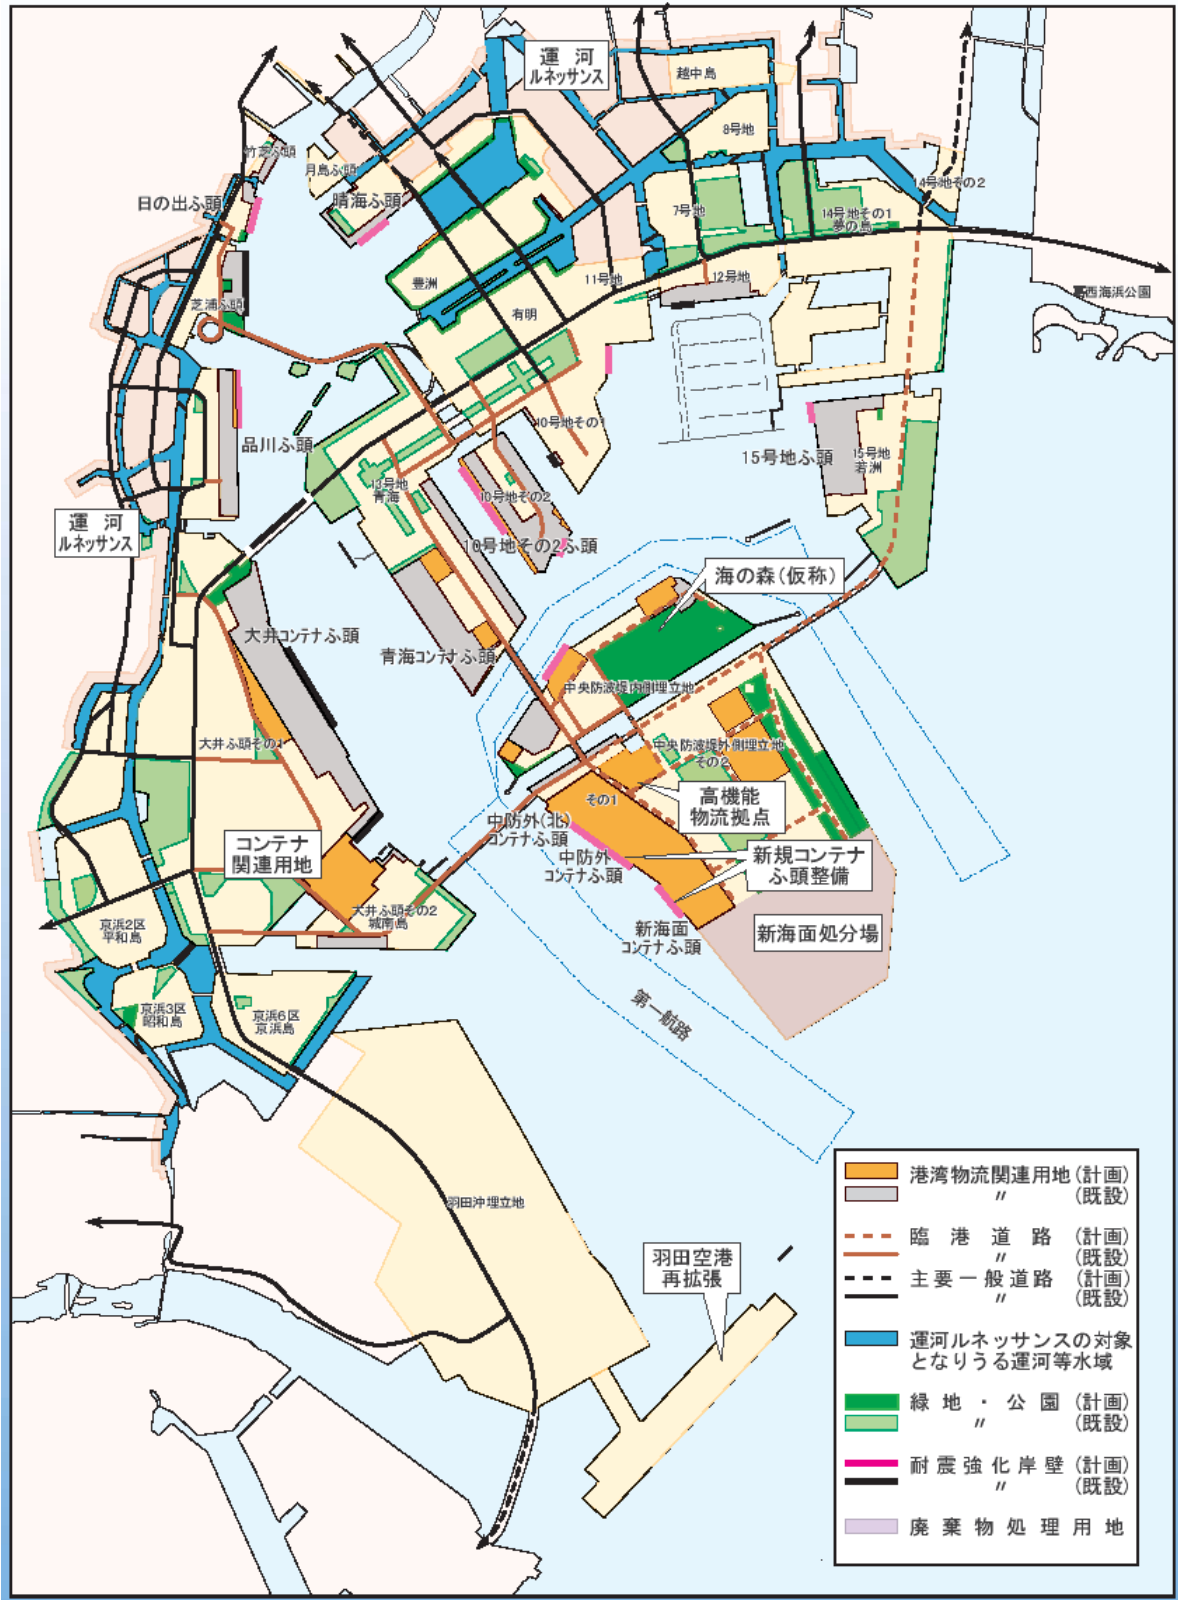 運河
ルネッサンス
越中島
8号地
竹芝ふ頭
月島ふ頭
日の出ふ頭
晴海ふ頭
14号地その2
7号地
14号地その1
夢の島
芝浦ふ頭
豊洲
11号地
12号地
有明
葛西海浜公園
品川ふ頭
10号地その1
15号地ふ頭
15号地
若洲
13号地
青海
10号地その2
10号地その2ふ頭
運河
ルネッサンス
海の森(仮称)
大井コンテナふ頭
青海コンテナふ頭
中央防波堤内側埋立地
大井ふ頭その1
中央防波堤外側埋立地
その2
その1
高機能
物流拠点
中防外(北)
コンテナふ頭
コンテナ
関連用地
中防外
コンテナふ頭
新規コンテナ
ふ頭整備
大井ふ頭その2
城南島
京浜2区
平和島
新海面
コンテナふ頭
新海面処分場
京浜3区
昭和島
京浜6区
京浜島
第一航路
羽田沖埋立地
羽田空港
再拡張
港湾物流関連用地(計画)
〃 (既設)
臨港道路 (計画)
〃 (既設)
主要一般道路 (計画)
〃 (既設)
運河ルネッサンスの対象
となりうる運河等水域
緑地・公園 (計画)
〃 (既設)
耐震強化岸壁 (計画)
〃 (既設)
廃棄物処理用地